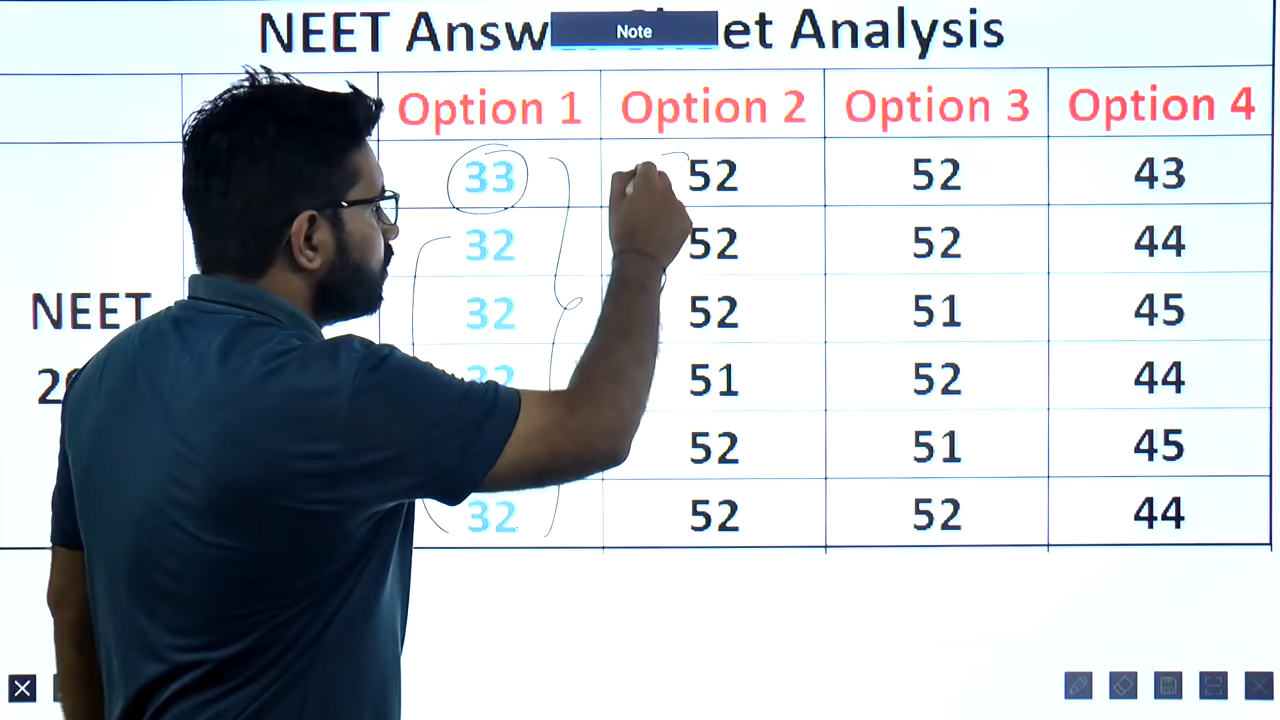 NEET Answ et Analysis
Note
Option 1 Option 2 Option 3 Option 4
33 52 52 43
32 52 52 44
NEET 32 52 51 45
32 51 52 44
52 51 45
32 52 52 44